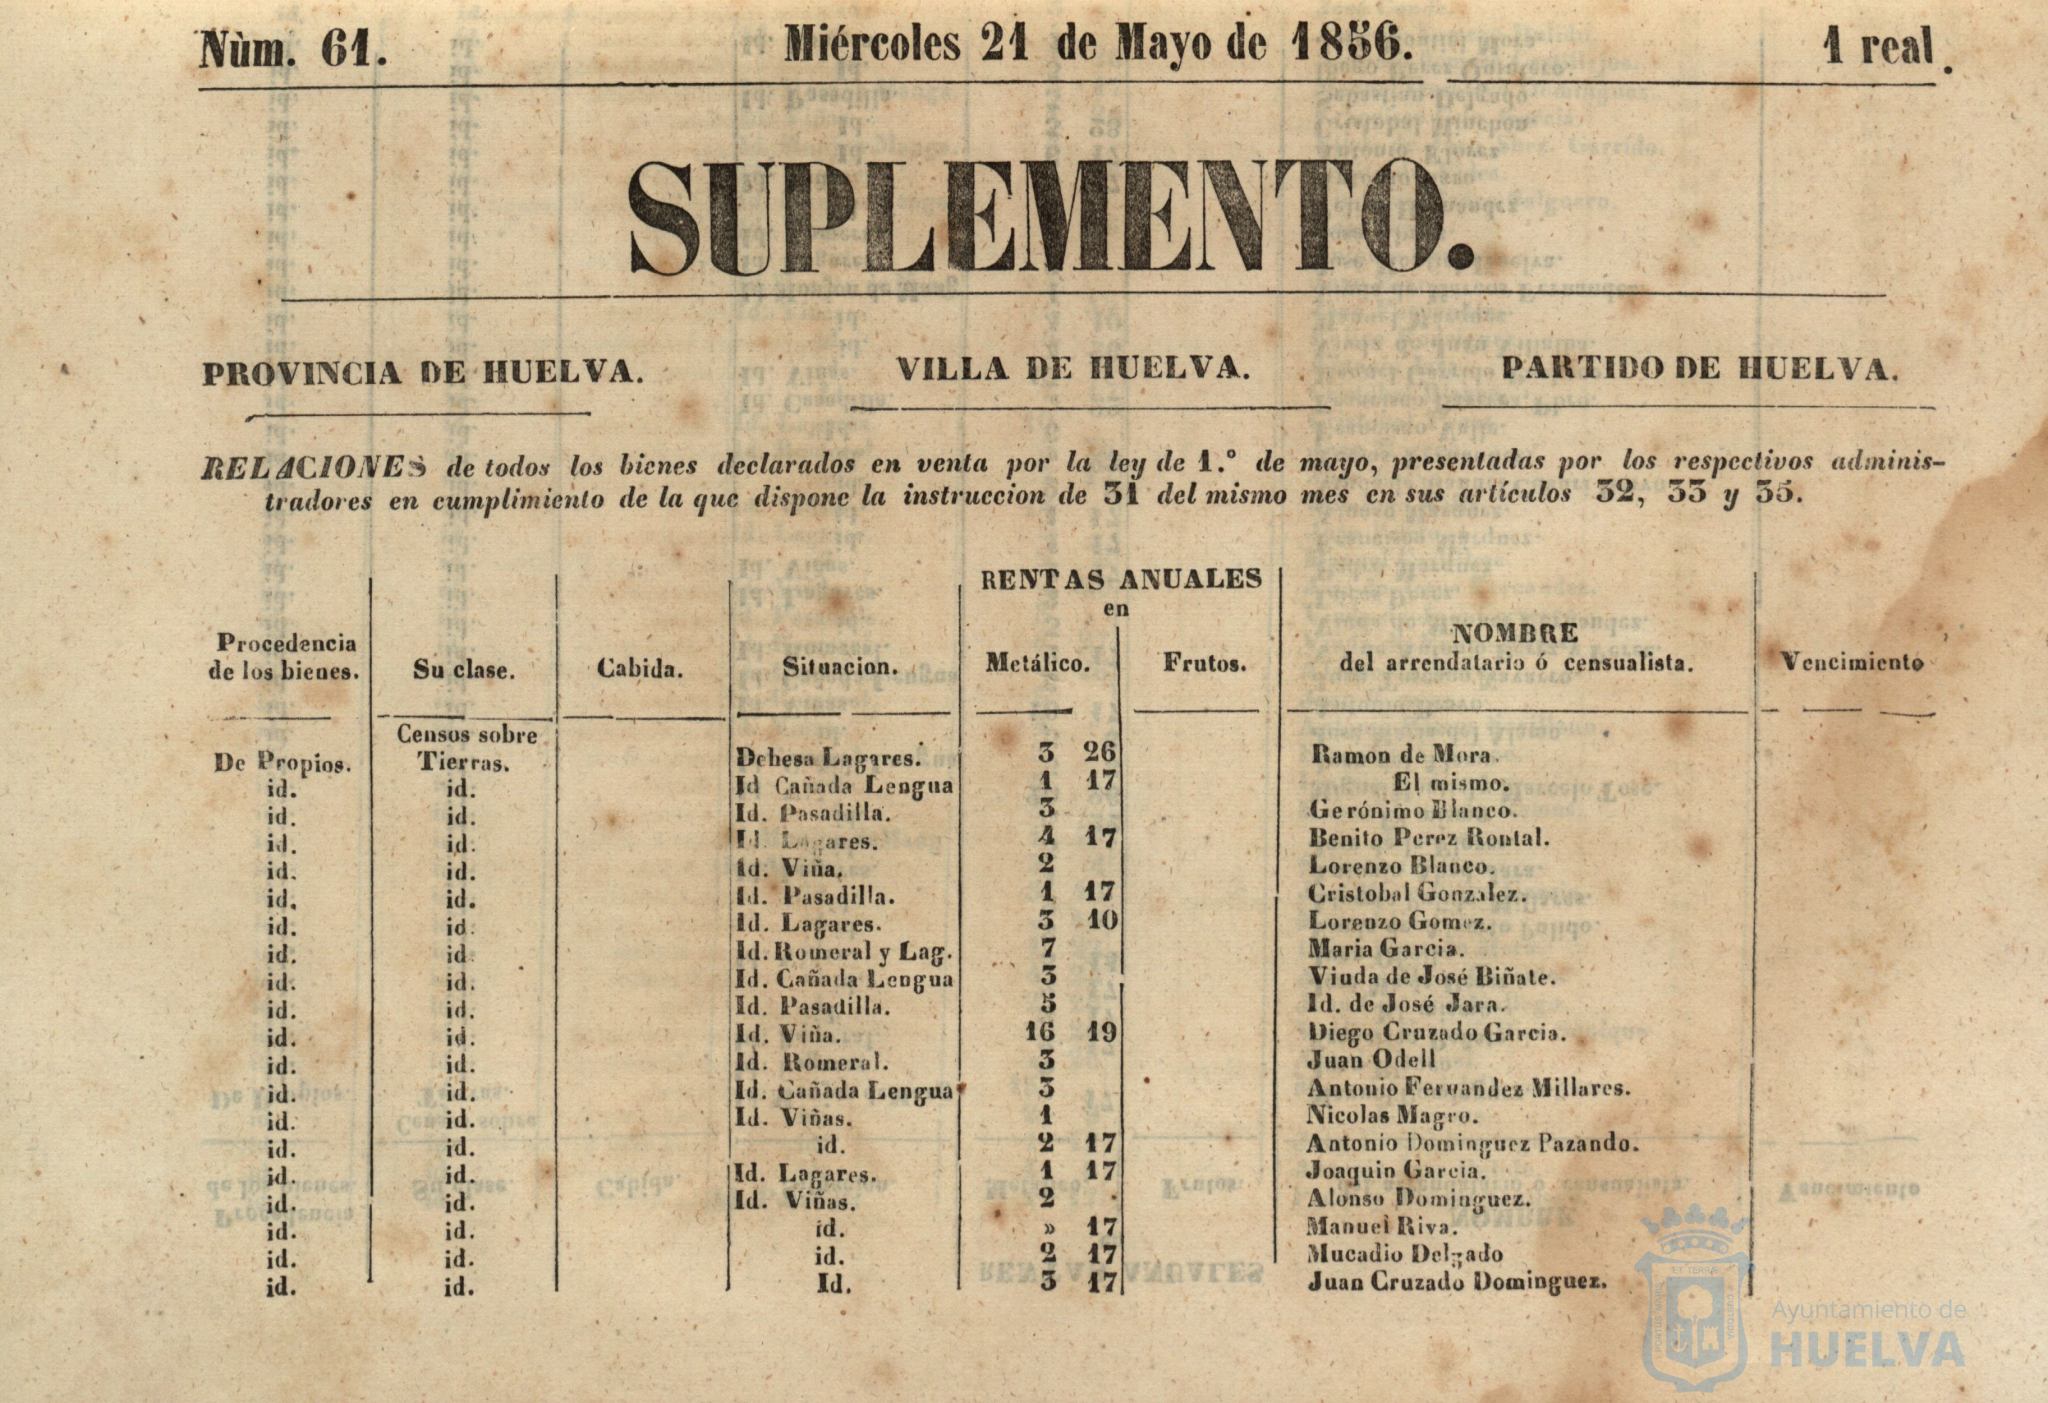 Nùm. 61. Miércoles 21 de Mayo de 1856. 1 real.
SUPLEMENTO.
PROVINCIA DE HUELVA. VILLA DE HUELVA. PARTIDO DE HUELVA.
RELACIONES de todos los bienes declarados en venta por la ley de 1.º de mayo, presentadas por los respectivos adminis-
tradores en cumplimiento de la que dispone la instruccion de 31 del mismo mes en sus artículos 32, 33 y 35.
RENTAS ANUALES
en
Procedencia de los bienes. Su clase. Cabida. Situacion. Metálico. Frutos. NOMBRE del arrendatario ó censualista. Vencimiento
Censos sobre
De Propios. Tierras. Dehesa Lagares. 3 26 Ramon de Mora.
id. id. Id Cañada Lengua 1 17 El mismo.
id. id. Id. Pasadilla. 3 Gerónimo Blanco.
id. id. Id. Lagares. 4 17 Benito Perez Rontal.
id. id. Id. Viña. 2 Lorenzo Blanco.
id. id. Id. Pasadilla. 1 17 Cristobal Gonzalez.
id. id. Id. Lagares. 3 10 Lorenzo Gomez.
id. id. Id. Romeral y Lag. 7 Maria Garcia.
id. id. Id. Cañada Lengua 3 Viuda de José Biñate.
id. id. Id. Pasadilla. 5 Id. de José Jara.
id. id. Id. Viña. 16 19 Diego Cruzado Garcia.
id. id. Id. Romeral. 3 Juan Odell
id. id. Id. Cañada Lengua 3 Antonio Fernandez Millares.
id. id. Id. Viñas. 1 Nicolas Magro.
id. id. id. 2 17 Antonio Dominguez Pazando.
id. id. Id. Lagares. 1 17 Joaquin Garcia.
id. id. Id. Viñas. 2 Alonso Dominguez.
id. id. id. » 17 Manuel Riva.
id. id. id. 2 17 Mucadio Delgado
id. id. Id. 3 17 Juan Cruzado Dominguez.
Ayuntamiento de
HUELVA